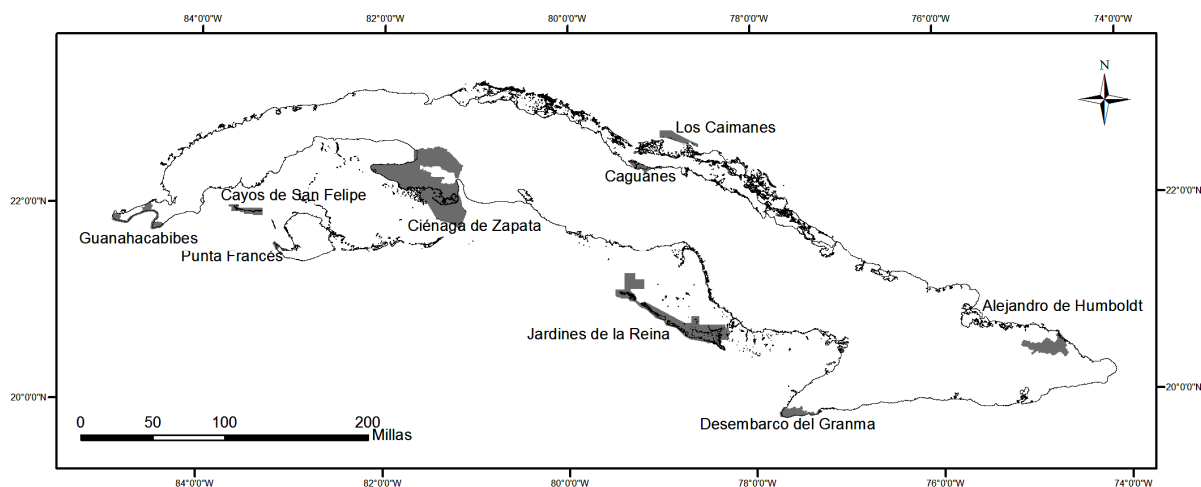 84°0'0"W 82°0'0"W 80°0'0"W 78°0'0"W 76°0'0"W 74°0'0"W
N
Los Caimanes
Caguanes
22°0'0"N
22°0'0"N
Cayos de San Felipe
Ciénaga de Zapata
Guanahacabibes
Punta Francés
Alejandro de Humboldt
Jardines de la Reina
20°0'0"N
20°0'0"N
Desembarco del Granma
0 50 100 200
Millas
84°0'0"W 82°0'0"W 80°0'0"W 78°0'0"W 76°0'0"W 74°0'0"W